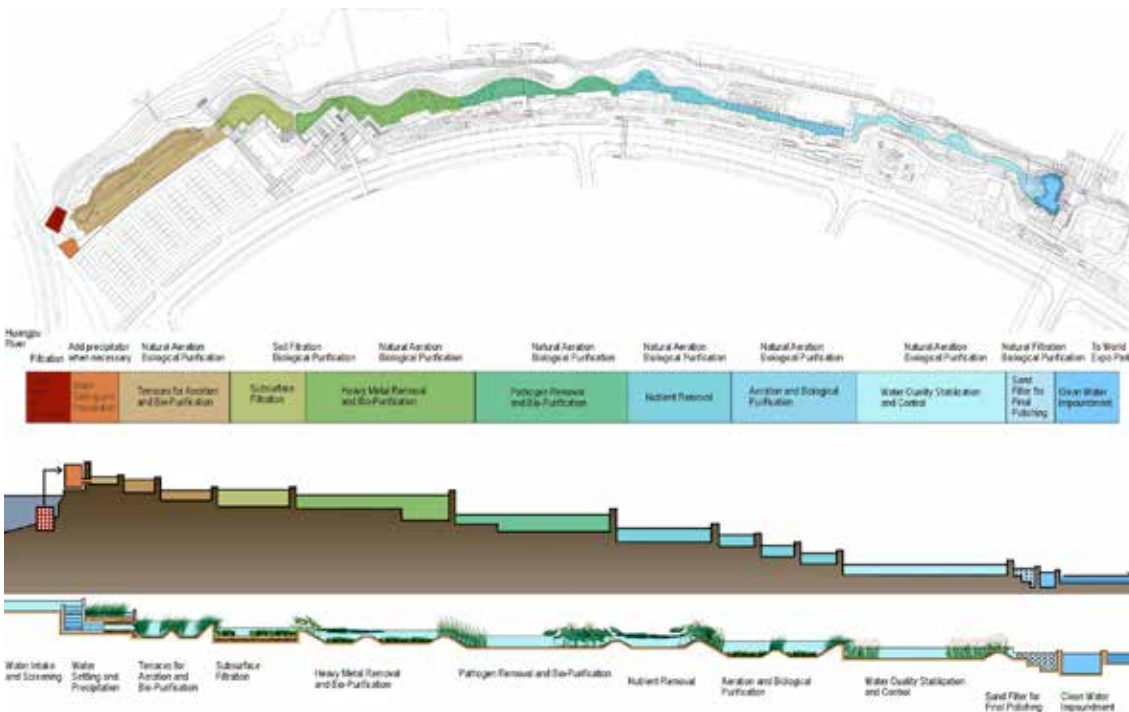 Huangpu
River
Filtration
Add precipitator
when necessary
Natural Aeration
Biological Purification
Soil Filtration
Biological Purification
Natural Aeration
Biological Purification
Natural Aeration
Biological Purification
Natural Aeration
Biological Purification
Natural Aeration
Biological Purification
Natural Aeration
Biological Purification
Natural Filtration
Biological Purification
To World
Expo Park
Terraces for Aeration
and Bio-Purification
Subsurface
Filtration
Heavy Metal Removal
and Bio-Purification
Pathogen Removal
and Bio-Purification
Nutrient Removal
Aeration and Biological
Purification
Water Quality Stabilization
and Control
Sand
Filter for
Final
Polishing
Clean Water
Impoundment
Water Intake
and Screening
Water
Settling and
Precipitation
Terraces for
Aeration and
Bio-Purification
Subsurface
Filtration
Heavy Metal Removal
and Bio-Purification
Pathogen Removal and Bio-Purification
Nutrient Removal
Aeration and Biological
Purification
Water Quality Stabilization
and Control
Sand Filter for
Final Polishing
Clean Water
Impoundment